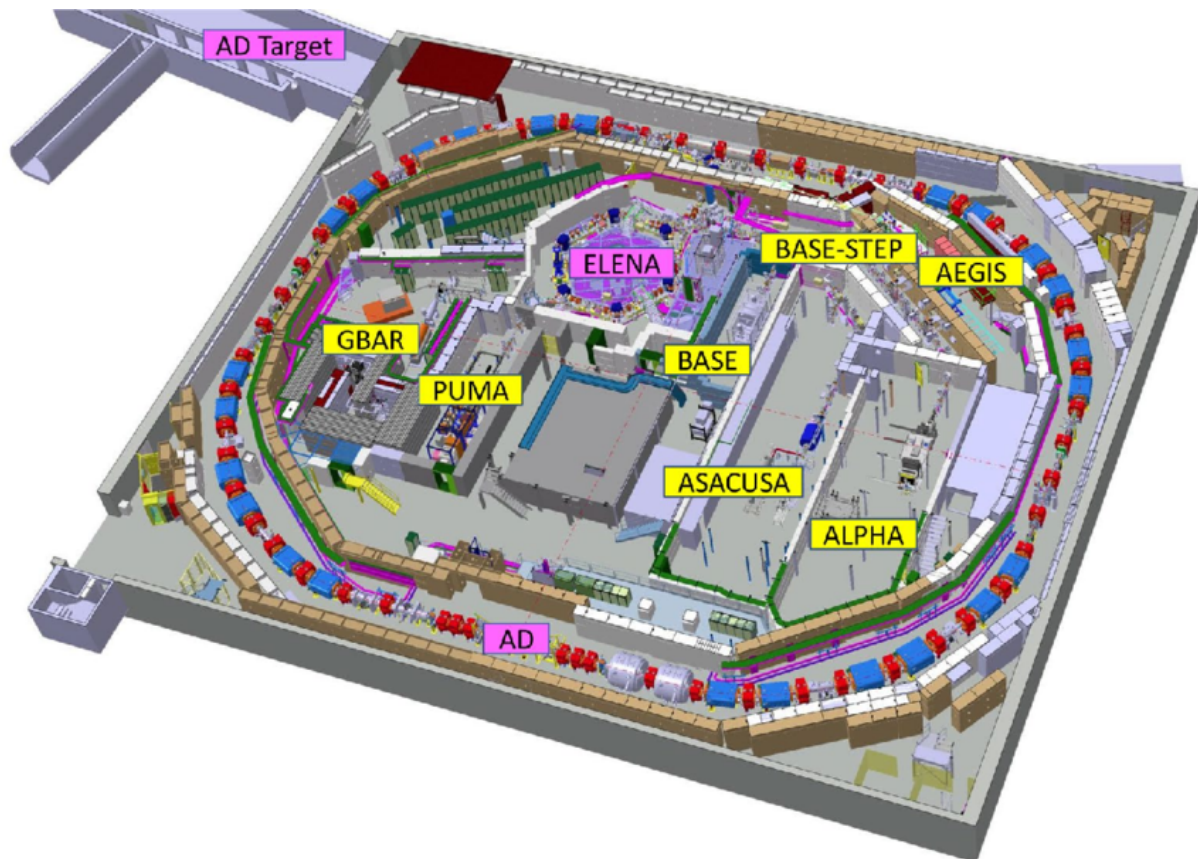 AD Target
ELENA
BASE-STEP
AEGIS
GBAR
BASE
PUMA
ASACUSA
ALPHA
AD